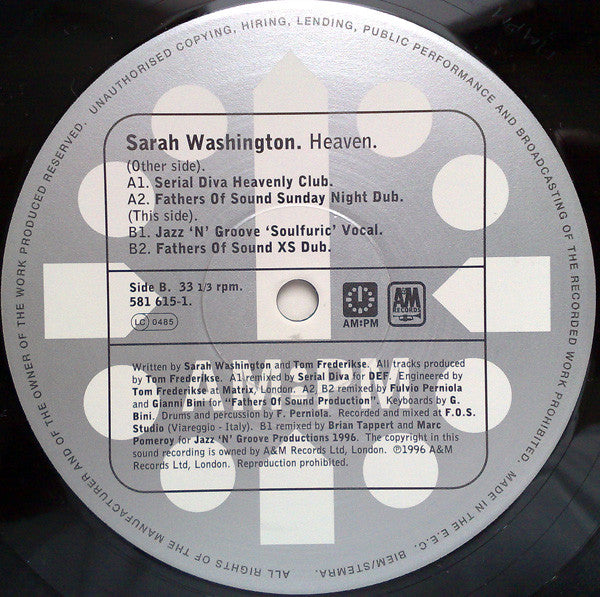 UNAUTHORISED COPYING, HIRING, LENDING, PUBLIC PERFORMANCE AND BROADCASTING OF THE RECORDED WORK PROHIBITED. MADE IN THE E.E.C. BIEM/STEMRA. ALL RIGHTS OF THE MANUFACTURER AND OF THE OWNER OF THE WORK PRODUCED RESERVED.
Sarah Washington. Heaven.
(Other side).
A1. Serial Diva Heavenly Club.
A2. Fathers Of Sound Sunday Night Dub.
(This side).
B1. Jazz 'N' Groove 'Soulfuric' Vocal.
B2. Fathers Of Sound XS Dub.
Side B. 33 1/3 rpm.
581 615-1.
LC 0485
AM:PM
A&M
RECORDS
AM:PM
Written by Sarah Washington and Tom Frederikse. All tracks produced
by Tom Frederikse. A1 remixed by Serial Diva for DEF. Engineered by
Tom Frederikse at Matrix, London. A2, B2 remixed by Fulvio Perniola
and Gianni Bini for "Fathers Of Sound Production". Keyboards by G.
Bini. Drums and percussion by F. Perniola. Recorded and mixed at F.O.S.
Studio (Viareggio - Italy). B1 remixed by Brian Tappert and Marc
Pomeroy for Jazz 'N' Groove Productions 1996. The copyright in this
sound recording is owned by A&M Records Ltd, London. ℗1996 A&M
Records Ltd, London. Reproduction prohibited.